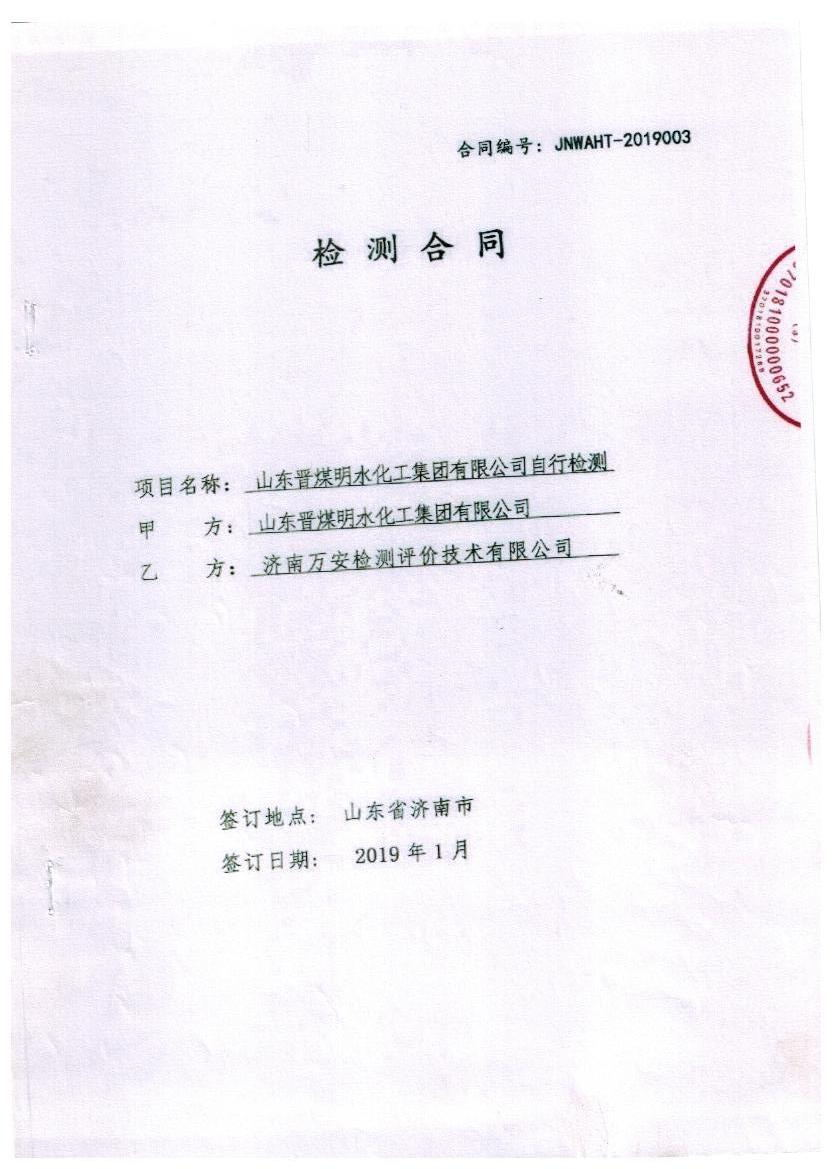 合同编号：JNWAHT-2019003
检测合同
项目名称：山东晋煤明水化工集团有限公司自行检测
甲 方：山东晋煤明水化工集团有限公司
乙 方：济南万安检测评价技术有限公司
签订地点：山东省济南市
签订日期：2019年1月